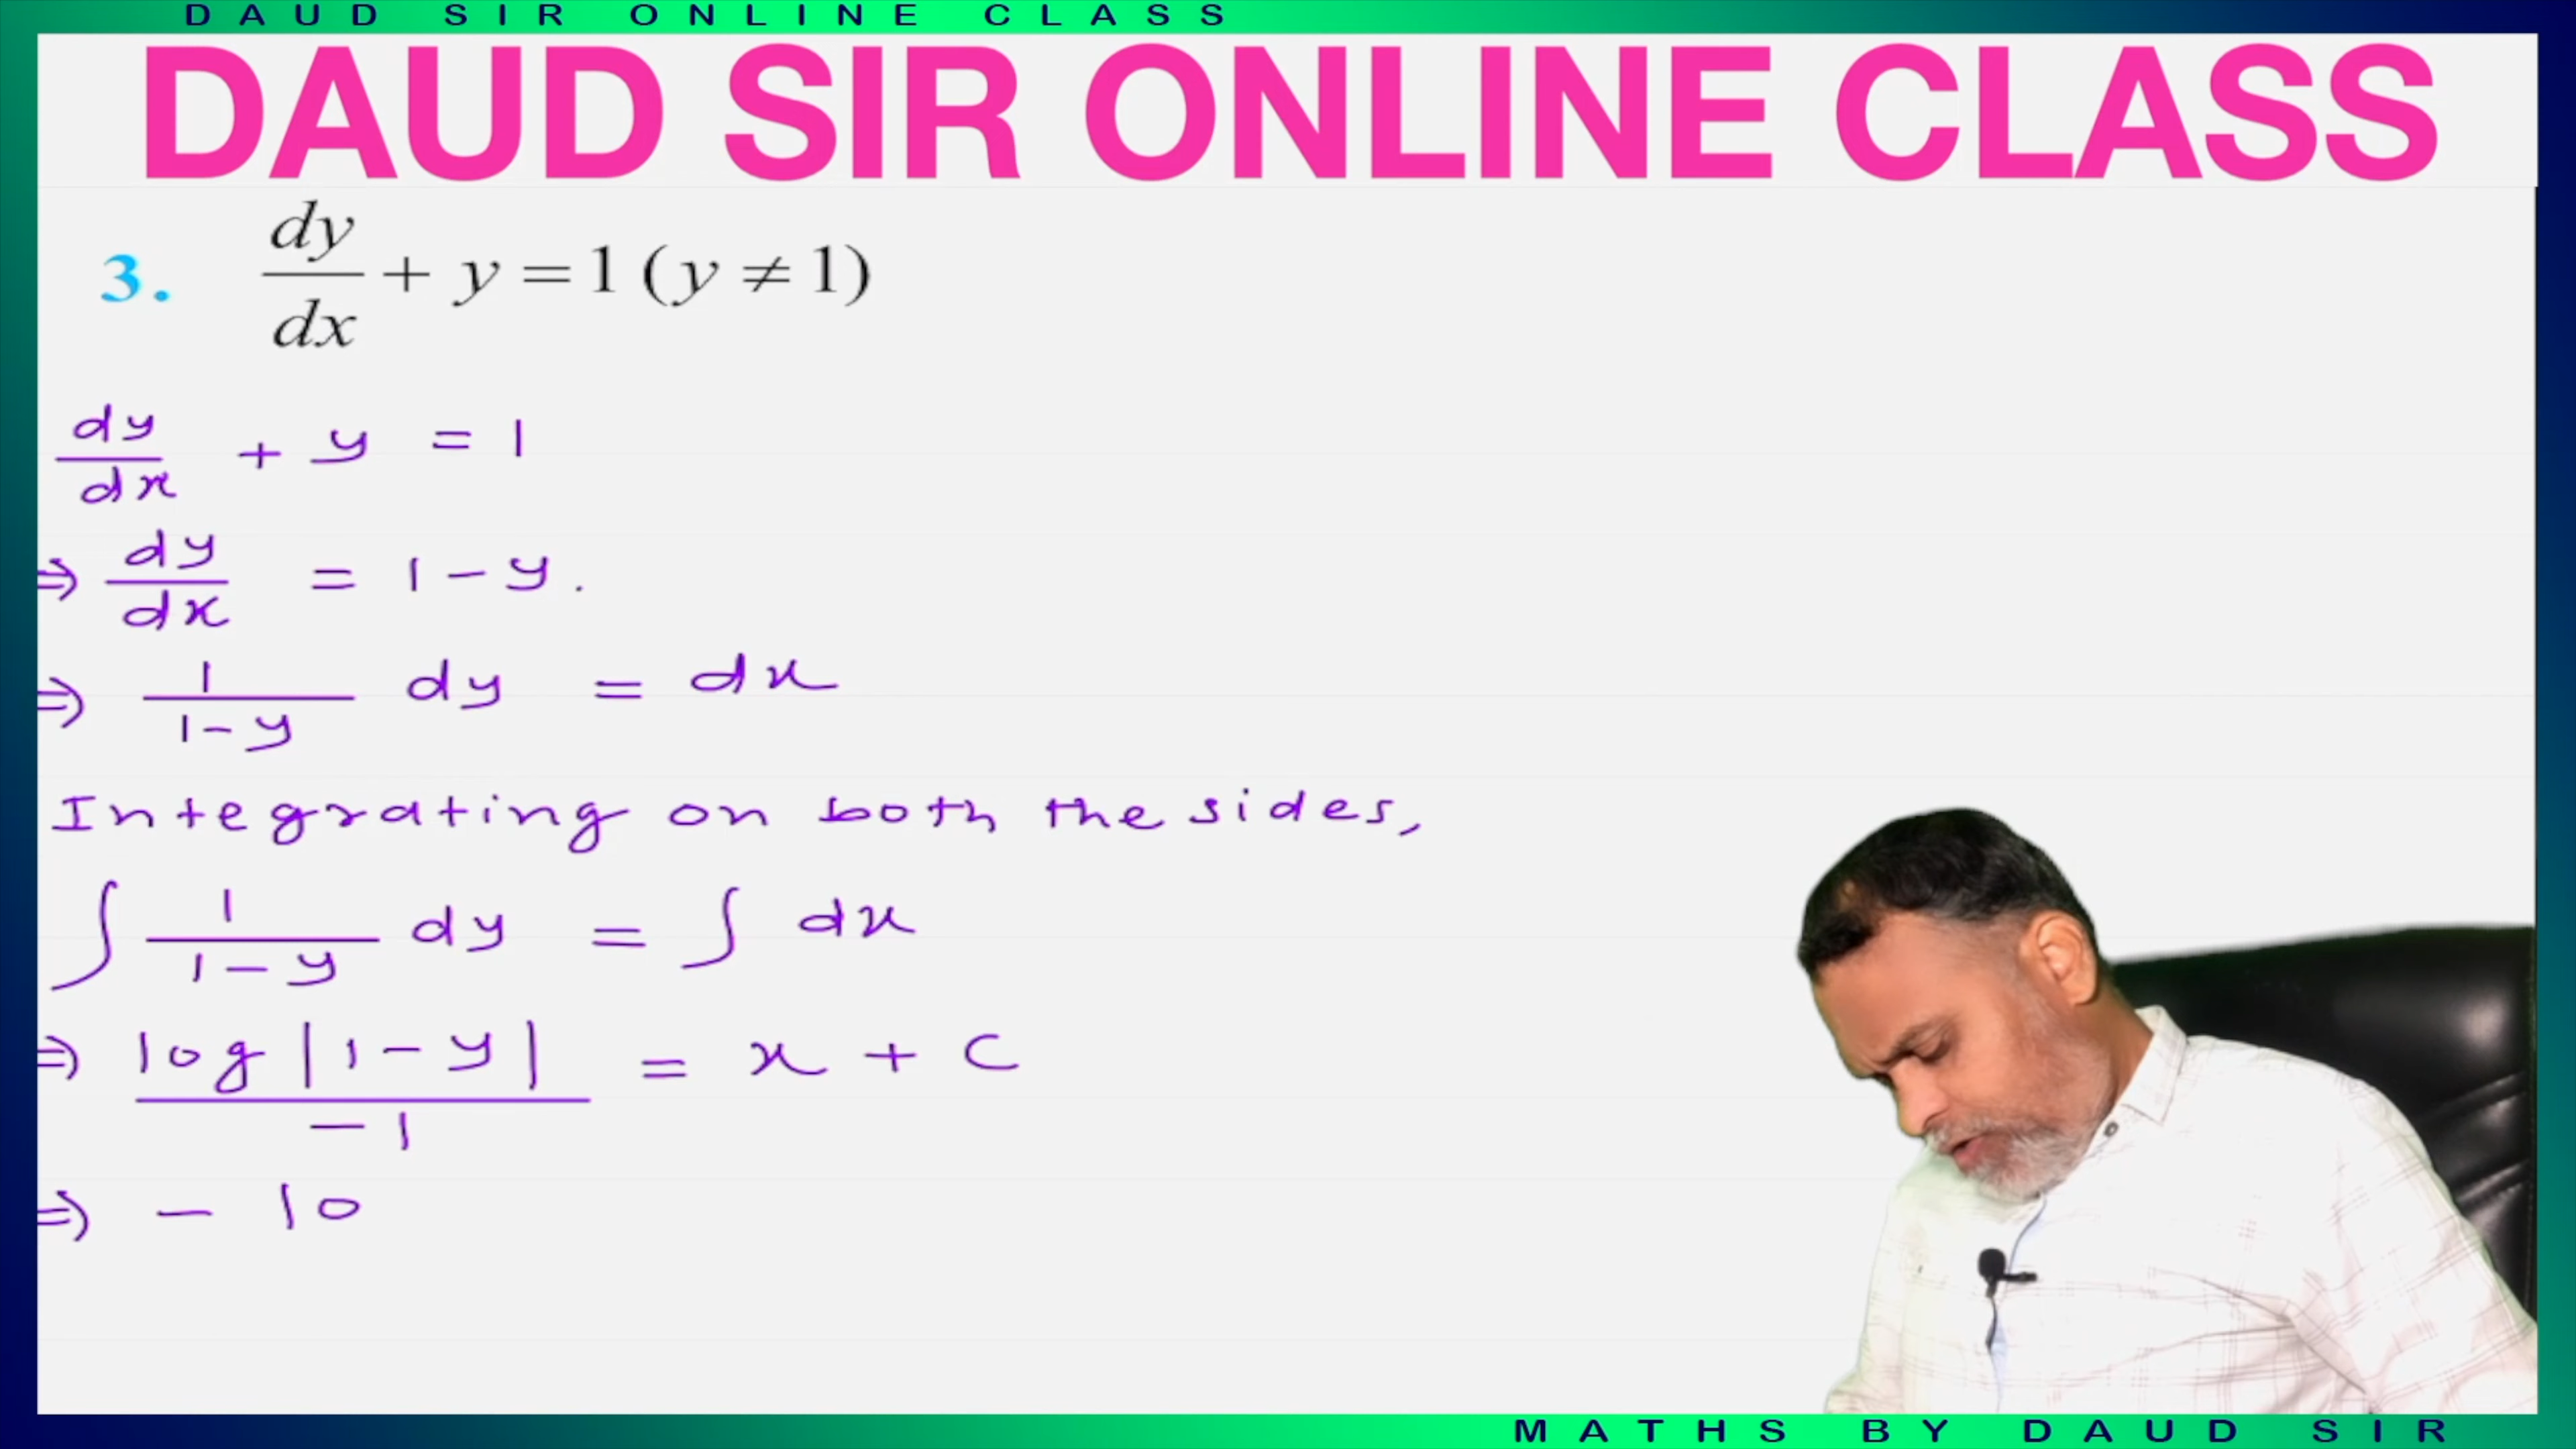 DAUD SIR ONLINE CLASS
DAUD SIR ONLINE CLASS
3. dy/dx + y = 1 (y ≠ 1)
dy/dx + y = 1
⇒ dy/dx = 1 - y.
⇒ 1/(1-y) dy = dx
Integrating on both the sides,
∫ 1/(1-y) dy = ∫ dx
⇒ log|1-y|/-1 = x + C
⇒ - lo
MATHS BY DAUD SIR